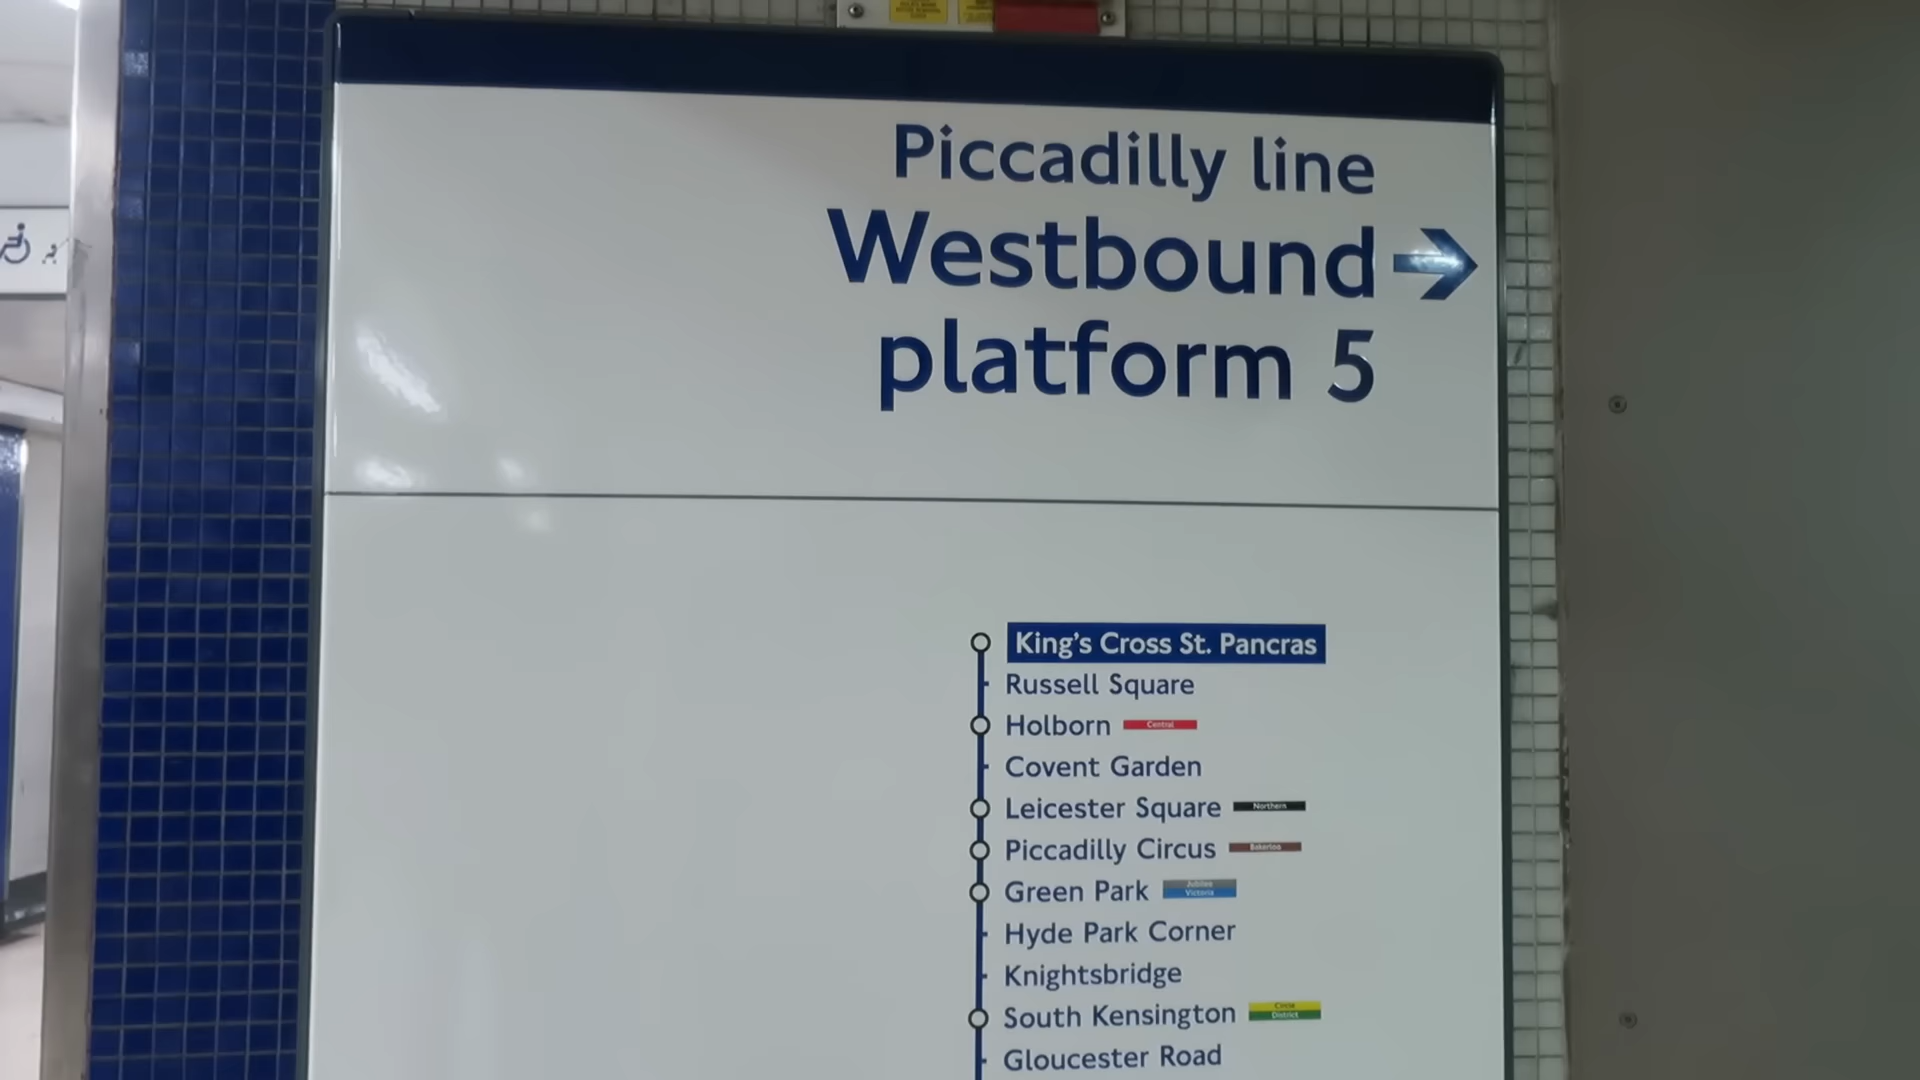 Piccadilly line
Westbound →
platform 5
King's Cross St. Pancras
Russell Square
Holborn Central
Covent Garden
Leicester Square Northern
Piccadilly Circus Bakerloo
Green Park Jubilee
Victoria
Hyde Park Corner
Knightsbridge
South Kensington Circle
District
Gloucester Road